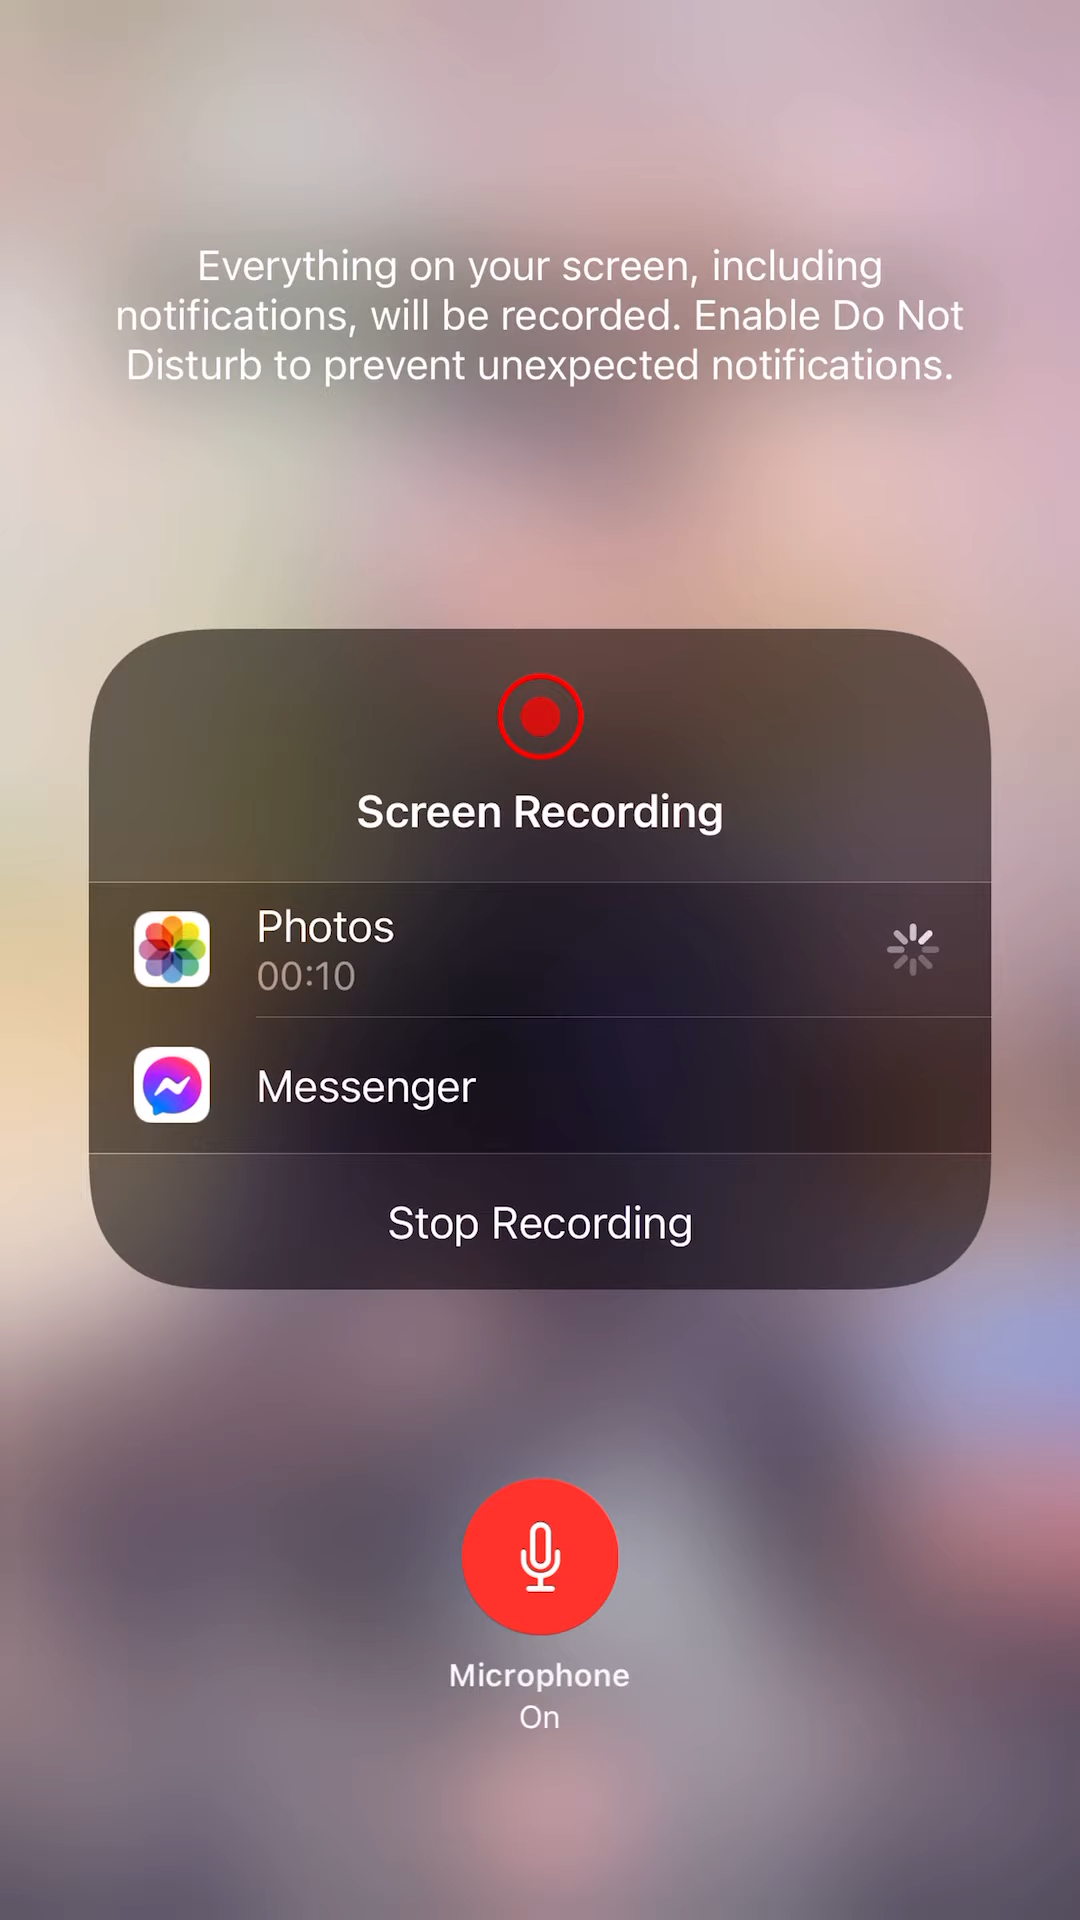 Everything on your screen, including
notifications, will be recorded. Enable Do Not
Disturb to prevent unexpected notifications.
Screen Recording
Photos
00:10
Messenger
Stop Recording
Microphone
On